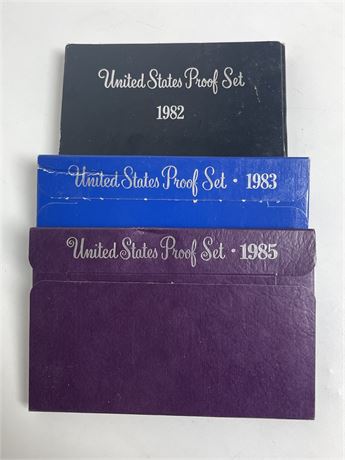 United States Proof Set
1982
United States Proof Set · 1983
United States Proof Set · 1985